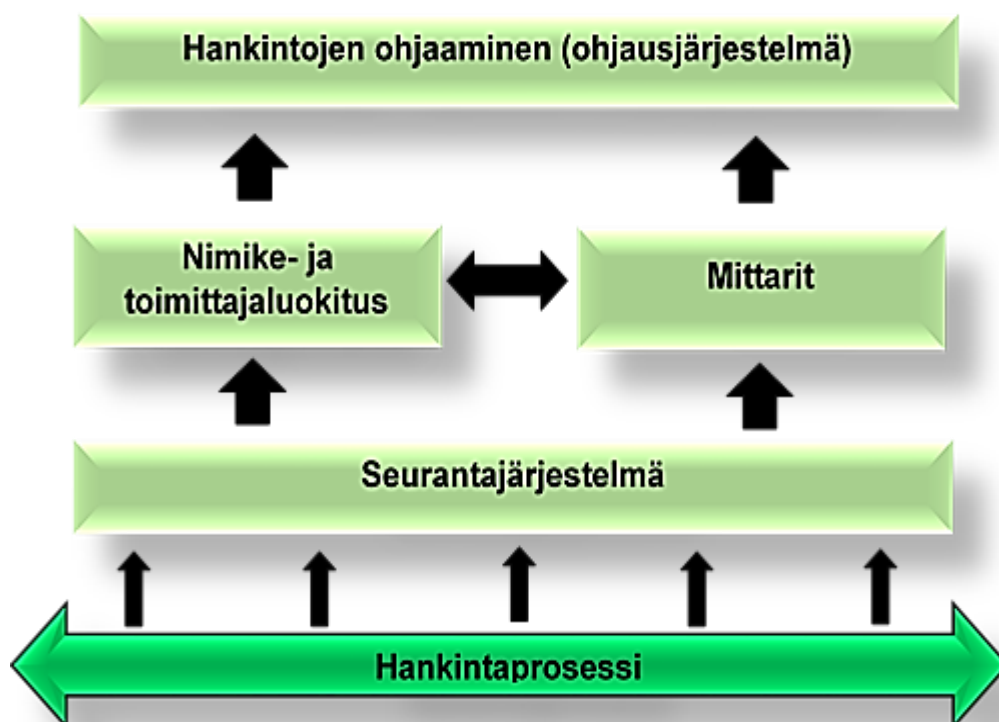 Hankintojen ohjaaminen (ohjausjärjestelmä)
Nimike- ja
toimittajaluokitus
Mittarit
Seurantajärjestelmä
Hankintaprosessi